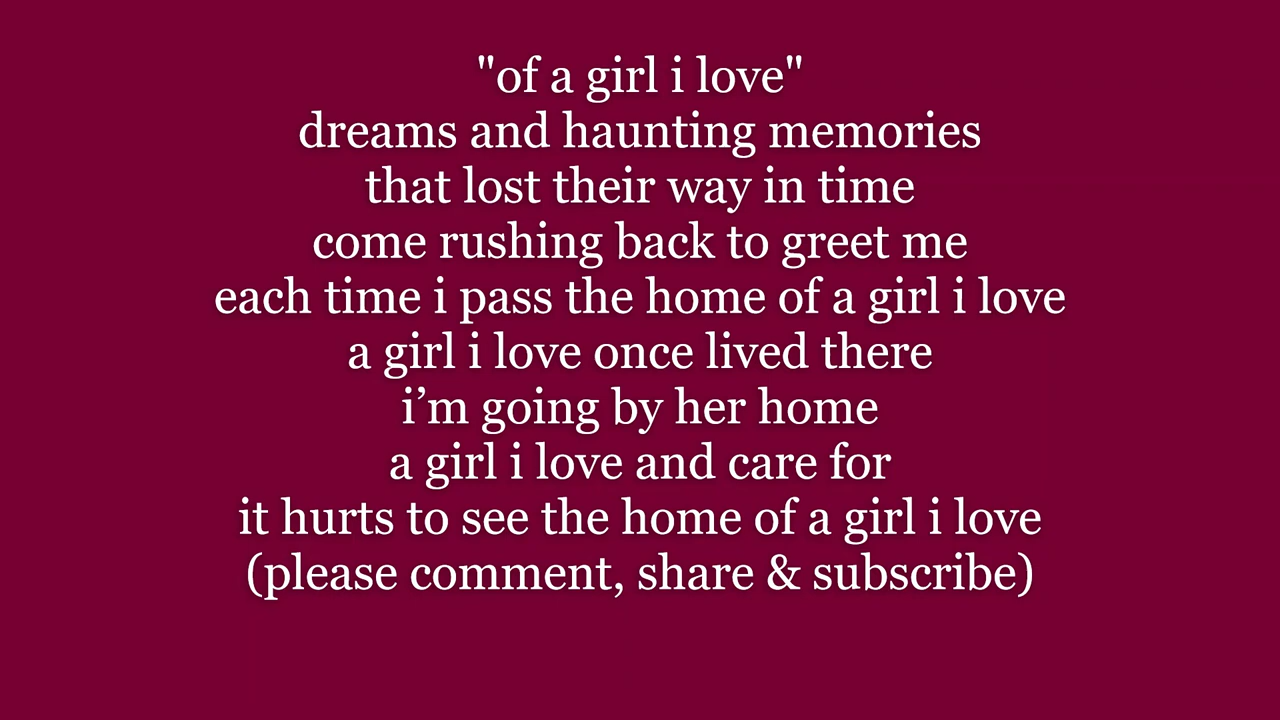 "of a girl i love"
dreams and haunting memories
that lost their way in time
come rushing back to greet me
each time i pass the home of a girl i love
a girl i love once lived there
i’m going by her home
a girl i love and care for
it hurts to see the home of a girl i love
(please comment, share & subscribe)